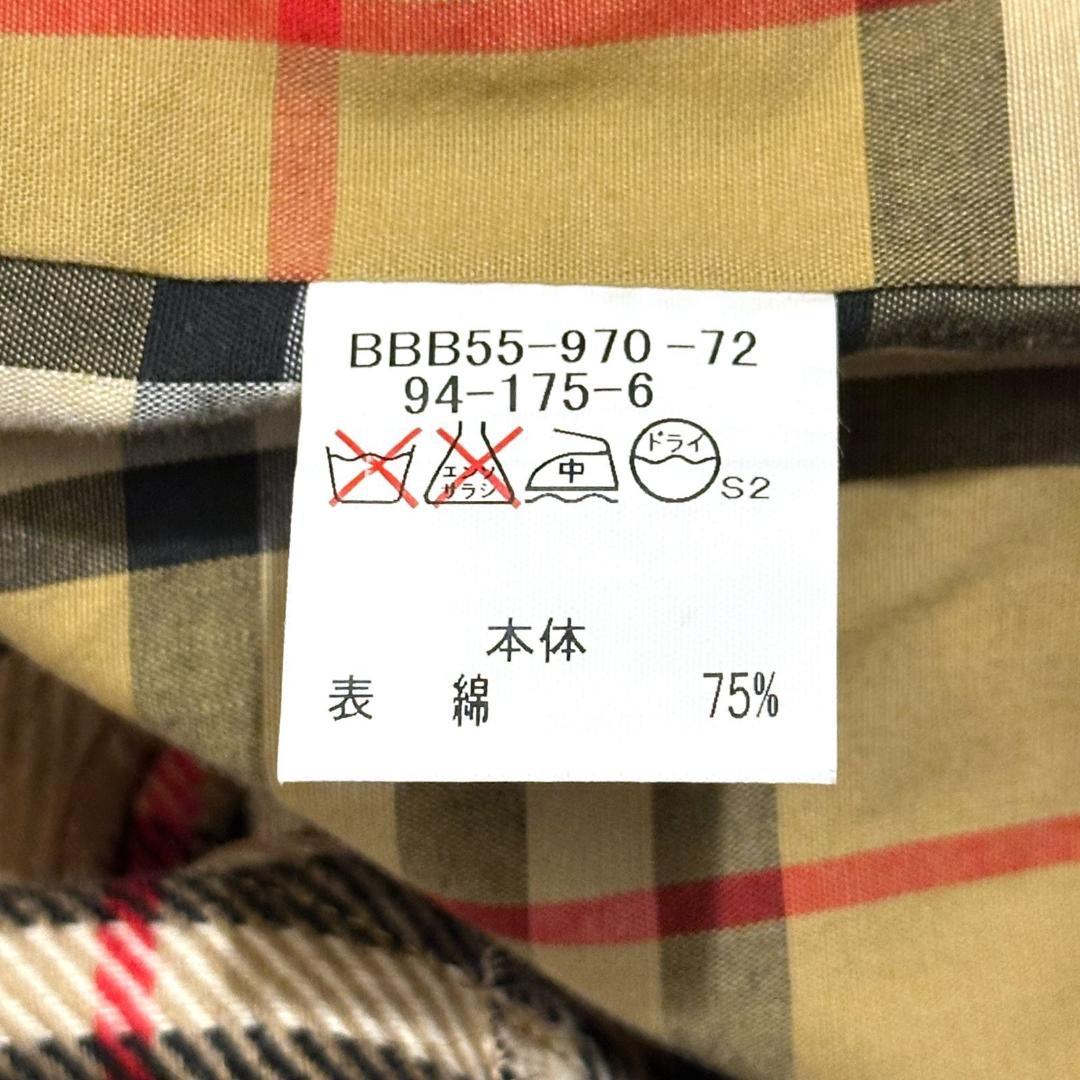 BBB55-970-72
94-175-6
エンソ
サラシ
中
ドライ
S2
本体
表 綿 75%